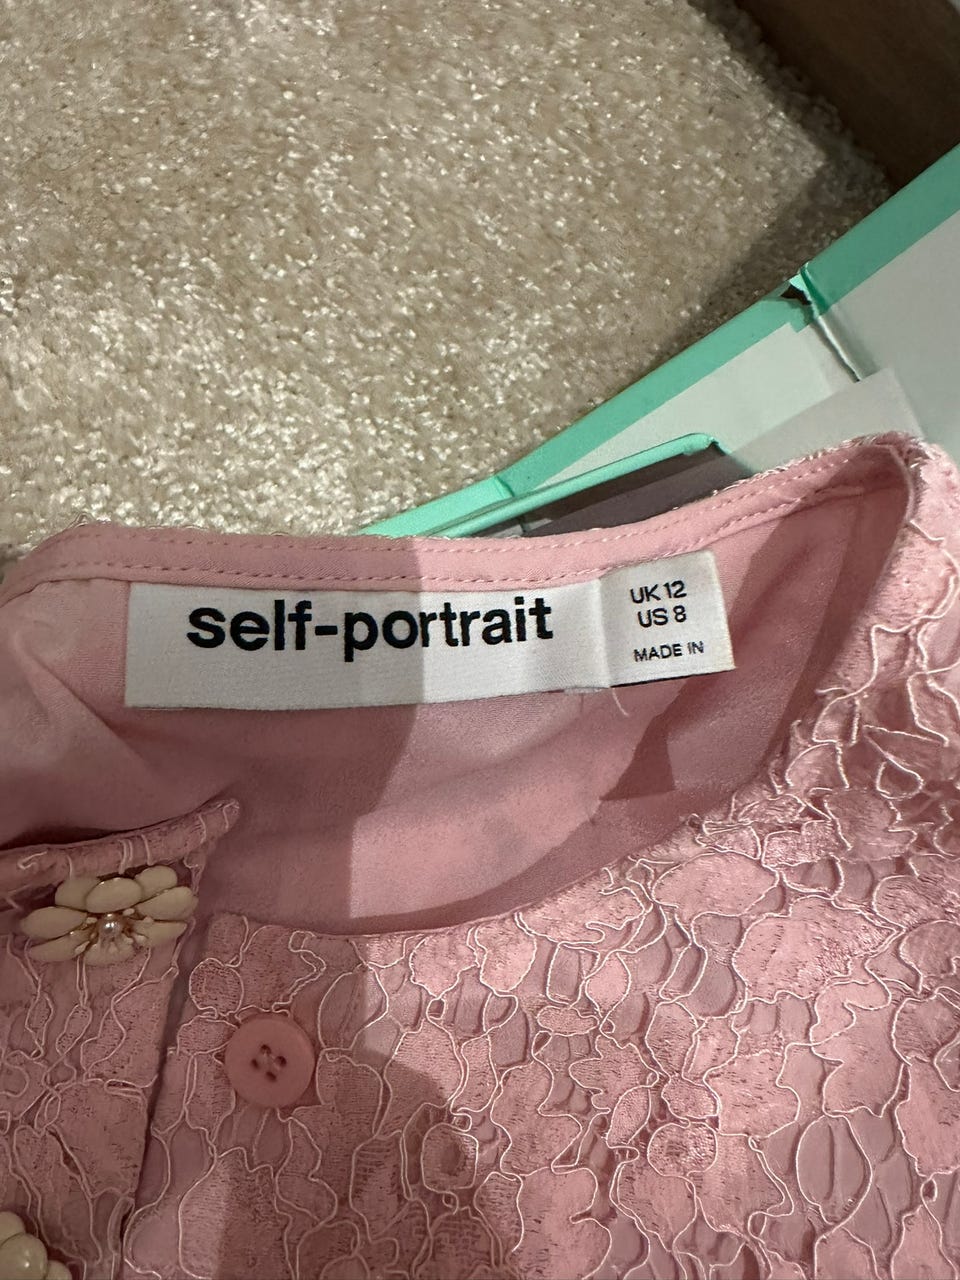 self-portrait
UK 12
US 8
MADE IN